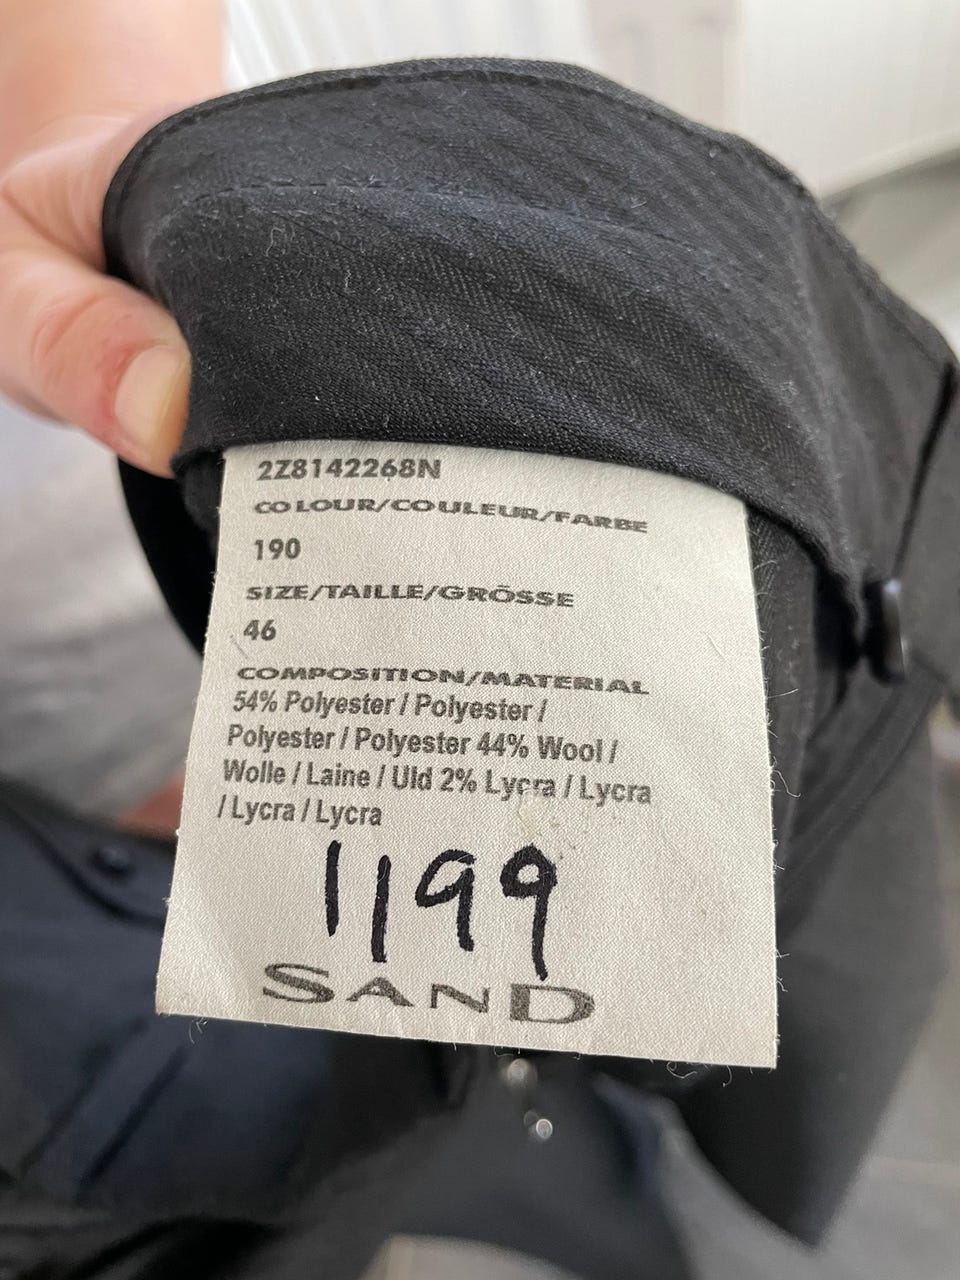 2Z8142268N
COLOUR/COULEUR/FARBE
190
SIZE/TAILLE/GRÖSSE
46
COMPOSITION/MATERIAL
54% Polyester / Polyester /
Polyester / Polyester 44% Wool /
Wolle / Laine / Uld 2% Lycra / Lycra
/ Lycra / Lycra
1199
SAND